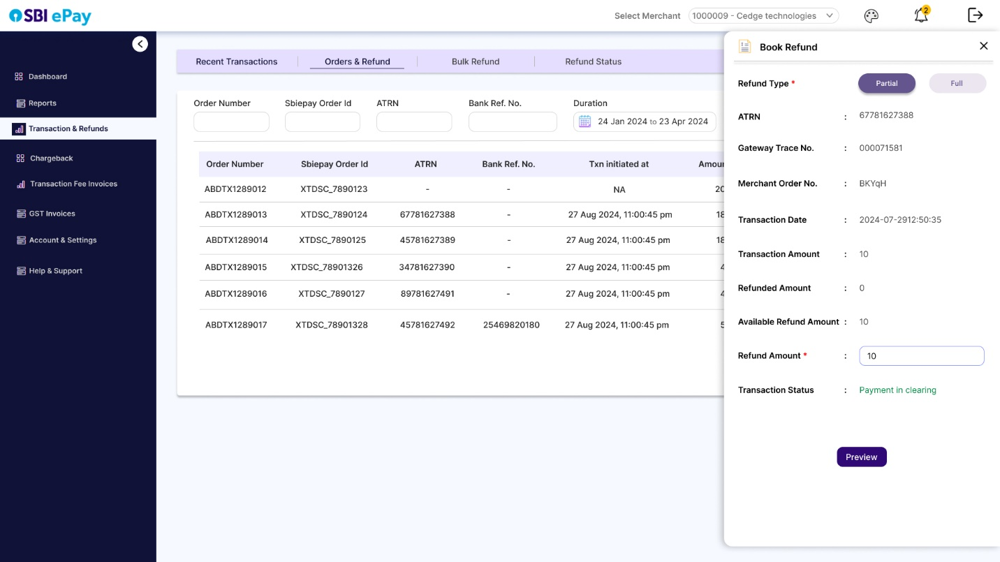 SBI ePay
Select Merchant
1000009 - Cedge technologies
2
Dashboard
Reports
Transaction & Refunds
Chargeback
Transaction Fee Invoices
GST Invoices
Account & Settings
Help & Support
Recent Transactions
Orders & Refund
Bulk Refund
Refund Status
Order Number
Sbiepay Order Id
ATRN
Bank Ref. No.
Duration
24 Jan 2024 to 23 Apr 2024
Order Number Sbiepay Order Id ATRN Bank Ref. No. Txn initiated at
ABDTX1289012 XTDSC_7890123 - - NA 20
ABDTX1289013 XTDSC_7890124 67781627388 - 27 Aug 2024, 11:00:45 pm 18
ABDTX1289014 XTDSC_7890125 45781627389 - 27 Aug 2024, 11:00:45 pm 18
ABDTX1289015 XTDSC_78901326 34781627390 - 27 Aug 2024, 11:00:45 pm 4
ABDTX1289016 XTDSC_7890127 89781627491 - 27 Aug 2024, 11:00:45 pm 4
ABDTX1289017 XTDSC_78901328 45781627492 25469820180 27 Aug 2024, 11:00:45 pm 5
Book Refund
Refund Type * Partial Full
ATRN : 67781627388
Gateway Trace No. : 000071581
Merchant Order No. : BKYqH
Transaction Date : 2024-07-2912:50:35
Transaction Amount : 10
Refunded Amount : 0
Available Refund Amount : 10
Refund Amount * : 10
Transaction Status : Payment in clearing
Preview